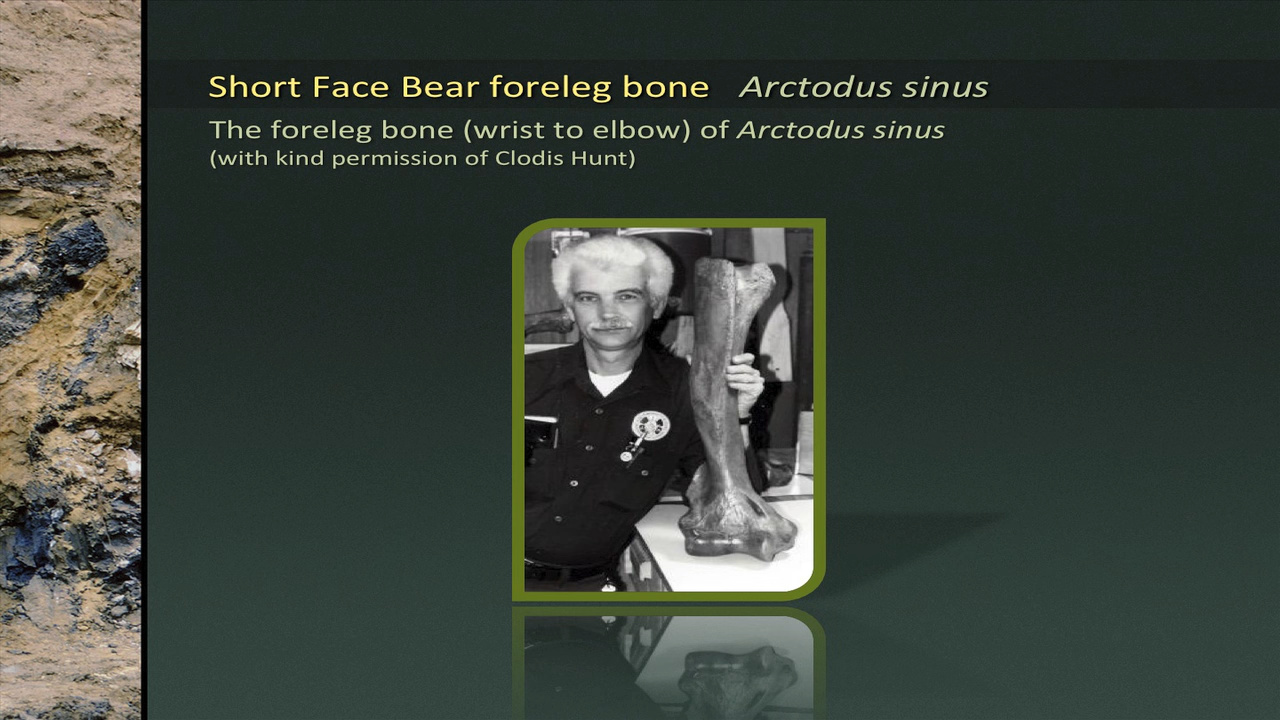 Short Face Bear foreleg bone Arctodus sinus
The foreleg bone (wrist to elbow) of Arctodus sinus
(with kind permission of Clodis Hunt)